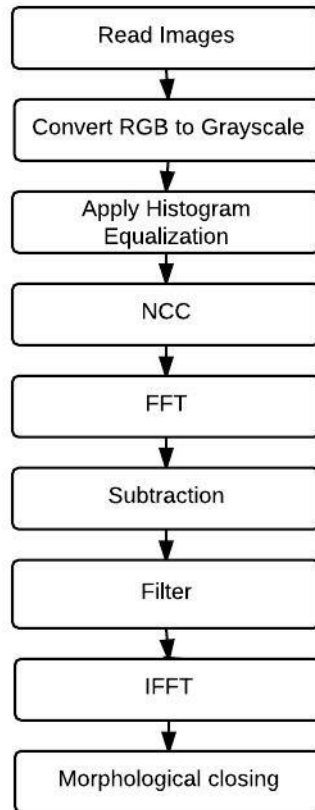 Read Images
Convert RGB to Grayscale
Apply Histogram
Equalization
NCC
FFT
Subtraction
Filter
IFFT
Morphological closing